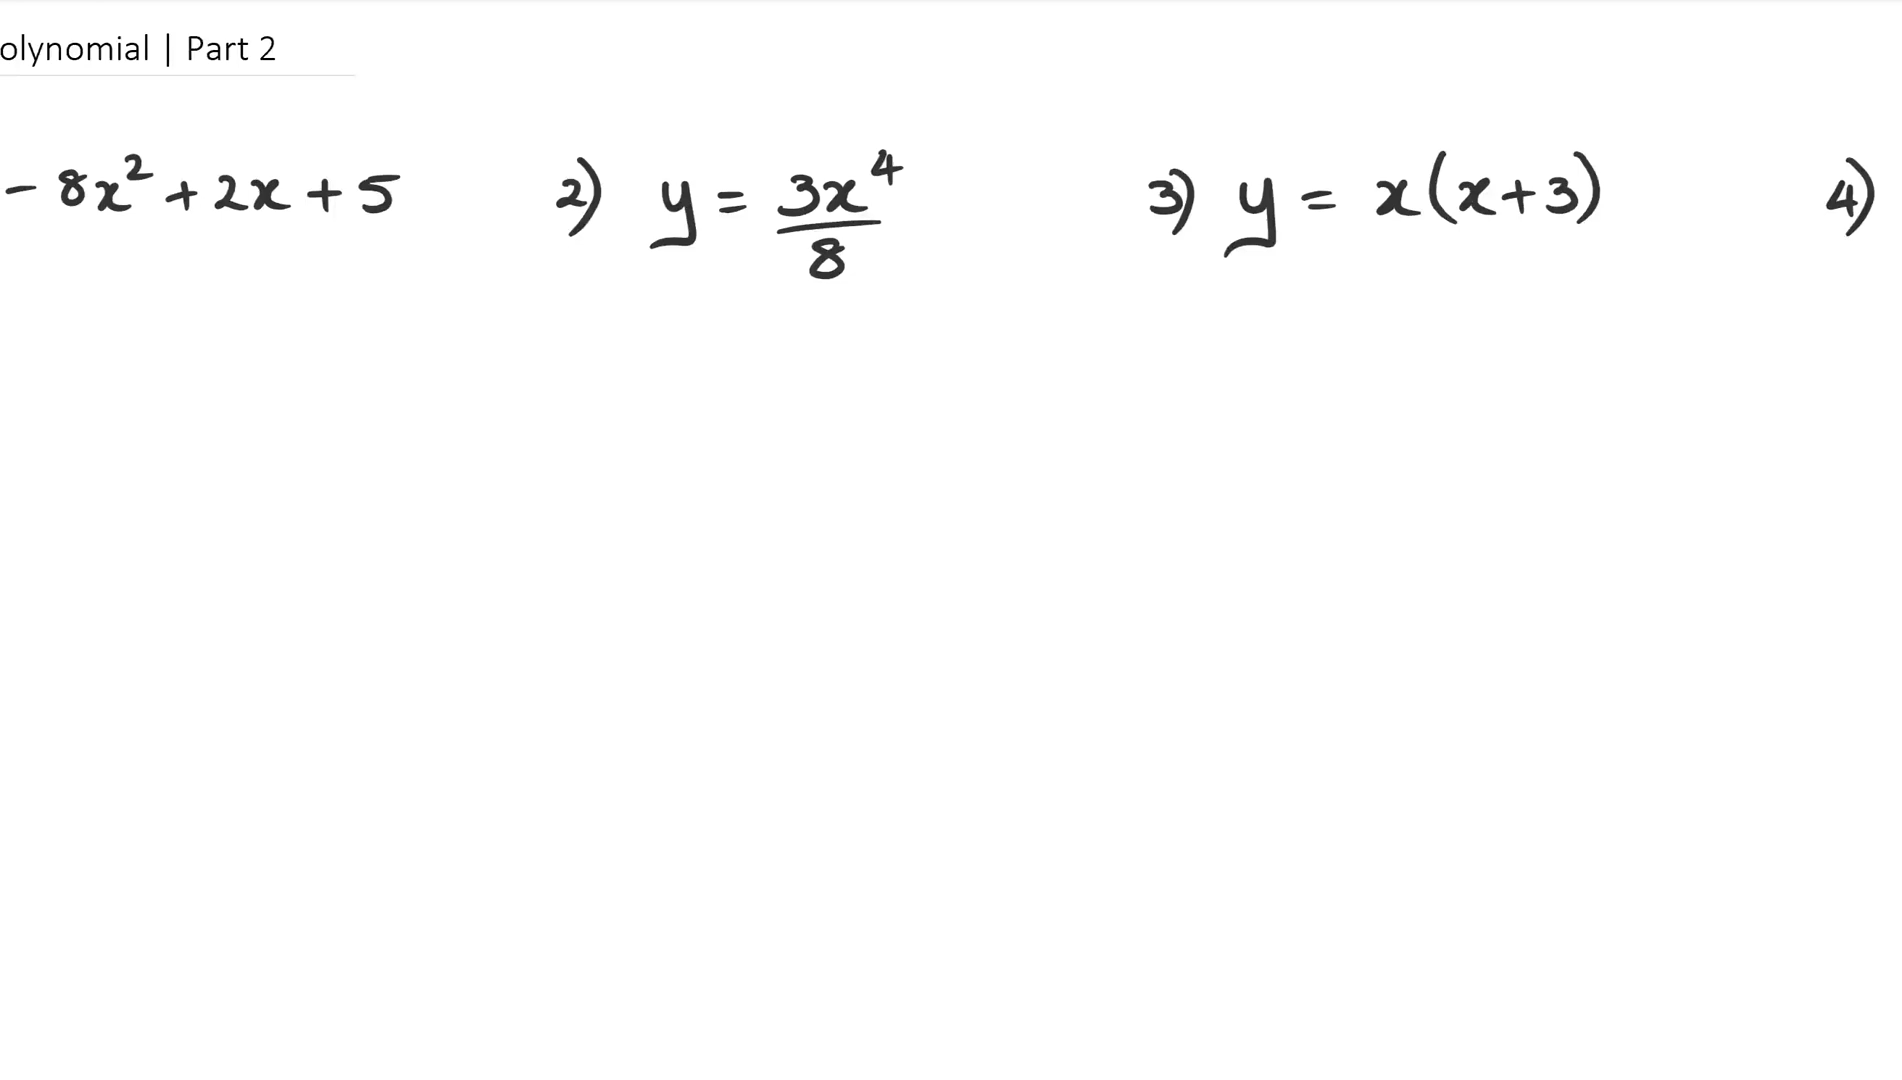 olynomial | Part 2
- 8x² + 2x + 5 2) y = 3x⁴/8 3) y = x(x+3) 4)